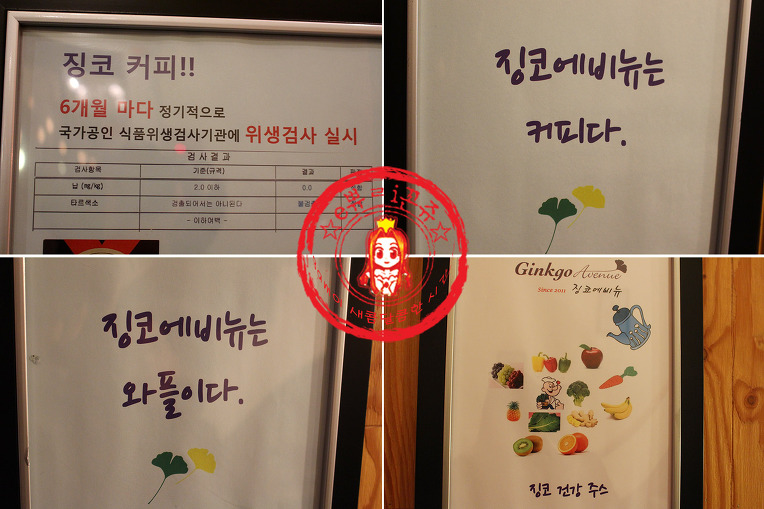 징코 커피!!
6개월 마다 정기적으로
국가공인 식품위생검사기관에 위생검사 실시
검 사 결 과
검사항목 기준(규격) 결과
납 (mg/kg) 2.0 이하 0.0
타르색소 검출되어서는 아니된다
- 이하여백 -
징코에비뉴는
커피다.
징코에비뉴는
와플이다.
Ginkgo Avenue
Since 2011 징코에비뉴
징코 건강 주스